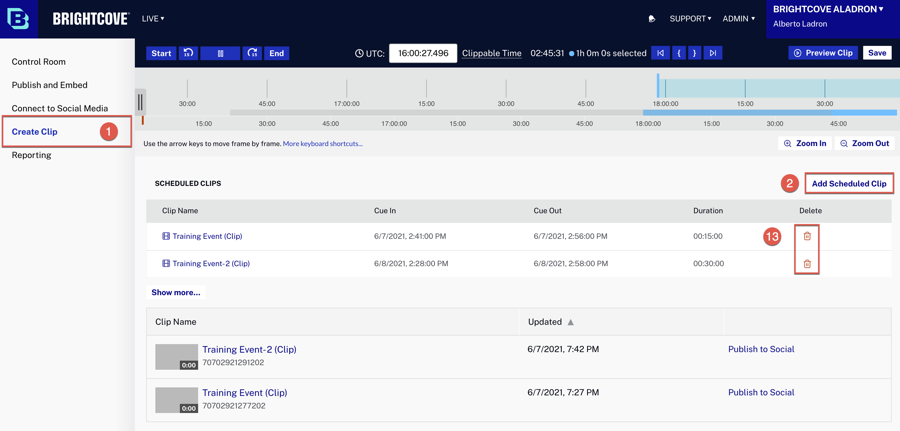 BRIGHTCOVE LIVE SUPPORT ADMIN BRIGHTCOVE ALADRON
Alberto Ladron
Start End UTC: 16:00:27.496 Clippable Time 02:45:31 1h 0m 0s selected { } Preview Clip Save
Control Room
Publish and Embed
Connect to Social Media
Create Clip 1
Reporting
30:00 45:00 17:00:00 15:00 30:00 45:00 18:00:00 15:00 30:00
15:00 30:00 45:00 17:00:00 15:00 30:00 45:00 18:00:00 15:00 30:00 45:00
Use the arrow keys to move frame by frame. More keyboard shortcuts... Zoom In Zoom Out
SCHEDULED CLIPS 2 Add Scheduled Clip
Clip Name Cue In Cue Out Duration Delete
Training Event (Clip) 6/7/2021, 2:41:00 PM 6/7/2021, 2:56:00 PM 00:15:00 13
Training Event-2 (Clip) 6/8/2021, 2:28:00 PM 6/8/2021, 2:58:00 PM 00:30:00
Show more...
Clip Name Updated
Training Event-2 (Clip) 6/7/2021, 7:42 PM Publish to Social
0:00 70702921291202
Training Event (Clip) 6/7/2021, 7:27 PM Publish to Social
0:00 70702921277202